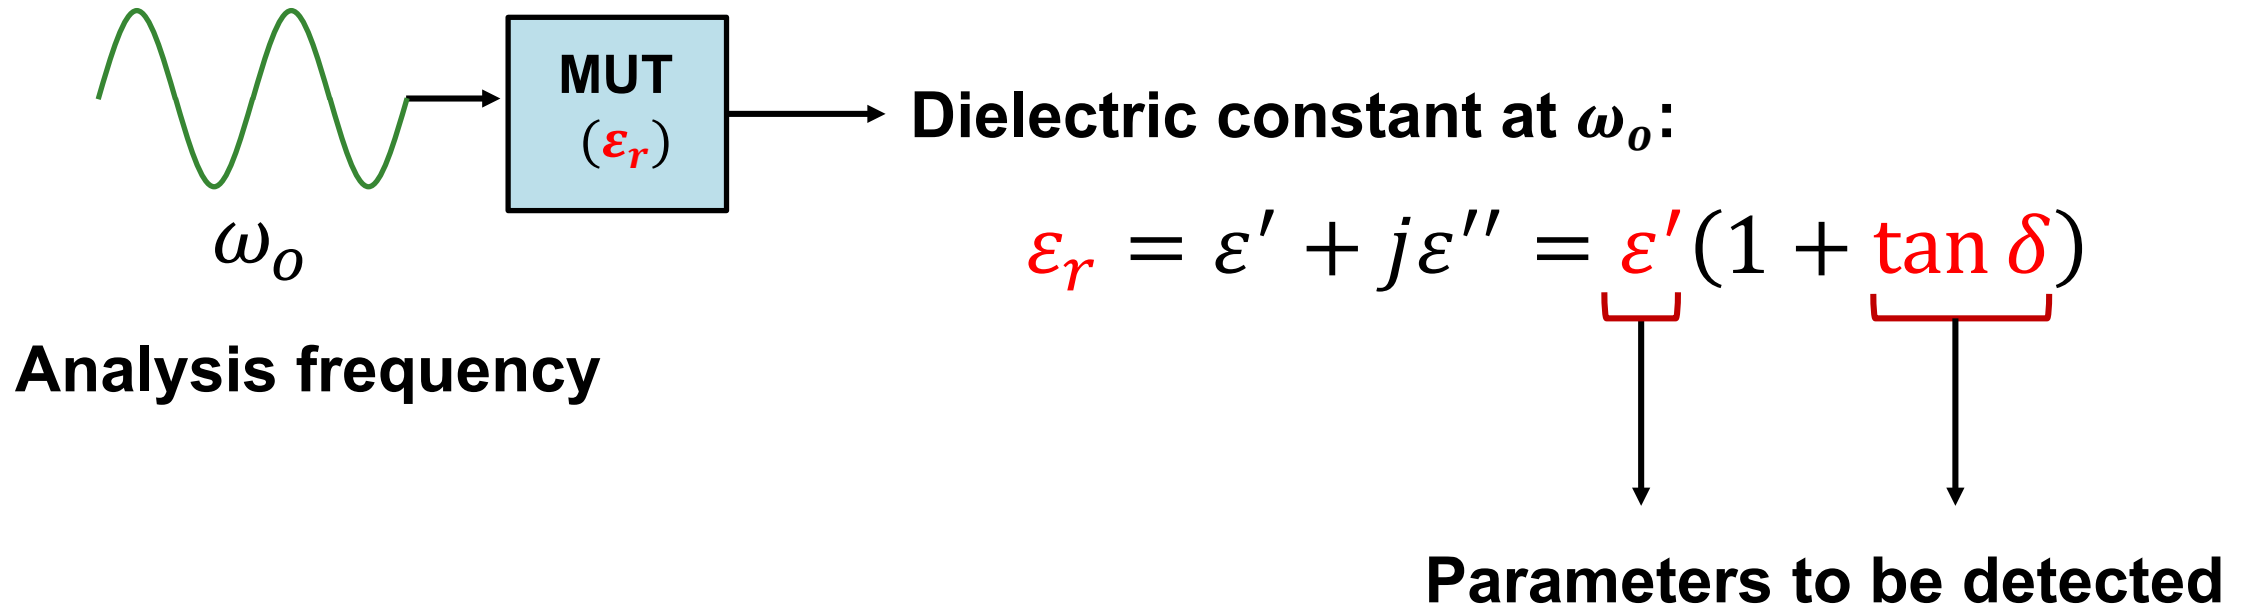 MUT
(εr)
Dielectric constant at ωo:
ωo
εr = ε′ + jε′′ = ε′(1 + tan δ)
Analysis frequency
Parameters to be detected